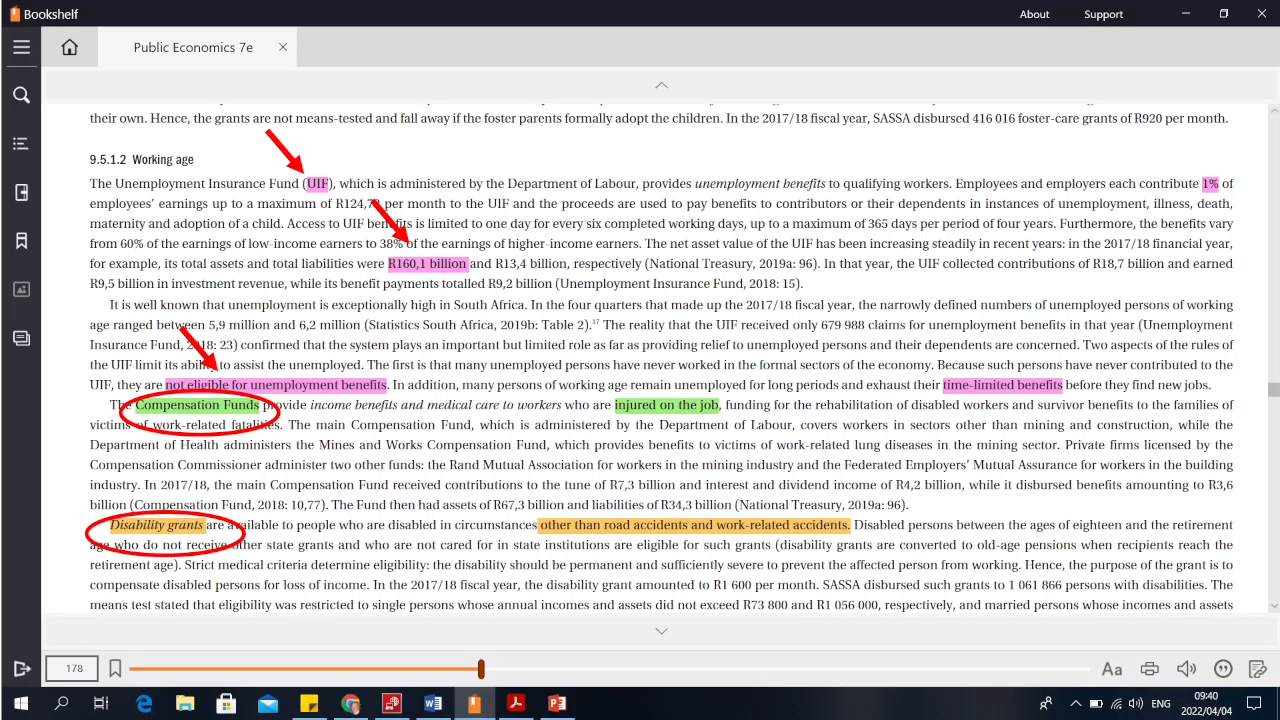 Bookshelf
About Support
Public Economics 7e
their own. Hence, the grants are not means-tested and fall away if the foster parents formally adopt the children. In the 2017/18 fiscal year, SASSA disbursed 416 016 foster-care grants of R920 per month.
9.5.1.2 Working age
The Unemployment Insurance Fund (UIF), which is administered by the Department of Labour, provides unemployment benefits to qualifying workers. Employees and employers each contribute 1% of
employees' earnings up to a maximum of R124,78 per month to the UIF and the proceeds are used to pay benefits to contributors or their dependents in instances of unemployment, illness, death,
maternity and adoption of a child. Access to UIF benefits is limited to one day for every six completed working days, up to a maximum of 365 days per period of four years. Furthermore, the benefits vary
from 60% of the earnings of low-income earners to 38% of the earnings of higher-income earners. The net asset value of the UIF has been increasing steadily in recent years: in the 2017/18 financial year,
for example, its total assets and total liabilities were R160,1 billion and R13,4 billion, respectively (National Treasury, 2019a: 96). In that year, the UIF collected contributions of R18,7 billion and earned
R9,5 billion in investment revenue, while its benefit payments totalled R9,2 billion (Unemployment Insurance Fund, 2018: 15).
It is well known that unemployment is exceptionally high in South Africa. In the four quarters that made up the 2017/18 fiscal year, the narrowly defined numbers of unemployed persons of working
age ranged between 5,9 million and 6,2 million (Statistics South Africa, 2019b: Table 2).17 The reality that the UIF received only 679 988 claims for unemployment benefits in that year (Unemployment
Insurance Fund, 2018: 23) confirmed that the system plays an important but limited role as far as providing relief to unemployed persons and their dependents are concerned. Two aspects of the rules of
the UIF limit its ability to assist the unemployed. The first is that many unemployed persons have never worked in the formal sectors of the economy. Because such persons have never contributed to the
UIF, they are not eligible for unemployment benefits. In addition, many persons of working age remain unemployed for long periods and exhaust their time-limited benefits before they find new jobs.
The Compensation Funds provide income benefits and medical care to workers who are injured on the job, funding for the rehabilitation of disabled workers and survivor benefits to the families of
victims of work-related fatalities. The main Compensation Fund, which is administered by the Department of Labour, covers workers in sectors other than mining and construction, while the
Department of Health administers the Mines and Works Compensation Fund, which provides benefits to victims of work-related lung diseases in the mining sector. Private firms licensed by the
Compensation Commissioner administer two other funds: the Rand Mutual Association for workers in the mining industry and the Federated Employers' Mutual Assurance for workers in the building
industry. In 2017/18, the main Compensation Fund received contributions to the tune of R7,3 billion and interest and dividend income of R4,2 billion, while it disbursed benefits amounting to R3,6
billion (Compensation Fund, 2018: 10,77). The Fund then had assets of R67,3 billion and liabilities of R34,3 billion (National Treasury, 2019a: 96).
Disability grants are available to people who are disabled in circumstances other than road accidents and work-related accidents. Disabled persons between the ages of eighteen and the retirement
age who do not receive other state grants and who are not cared for in state institutions are eligible for such grants (disability grants are converted to old-age pensions when recipients reach the
retirement age). Strict medical criteria determine eligibility: the disability should be permanent and sufficiently severe to prevent the affected person from working. Hence, the purpose of the grant is to
compensate disabled persons for loss of income. In the 2017/18 fiscal year, the disability grant amounted to R1 600 per month. SASSA disbursed such grants to 1 061 866 persons with disabilities. The
means test stated that eligibility was restricted to single persons whose annual incomes and assets did not exceed R73 800 and R1 056 000, respectively, and married persons whose incomes and assets
178
Aa
ENG
09:40
2022/04/04